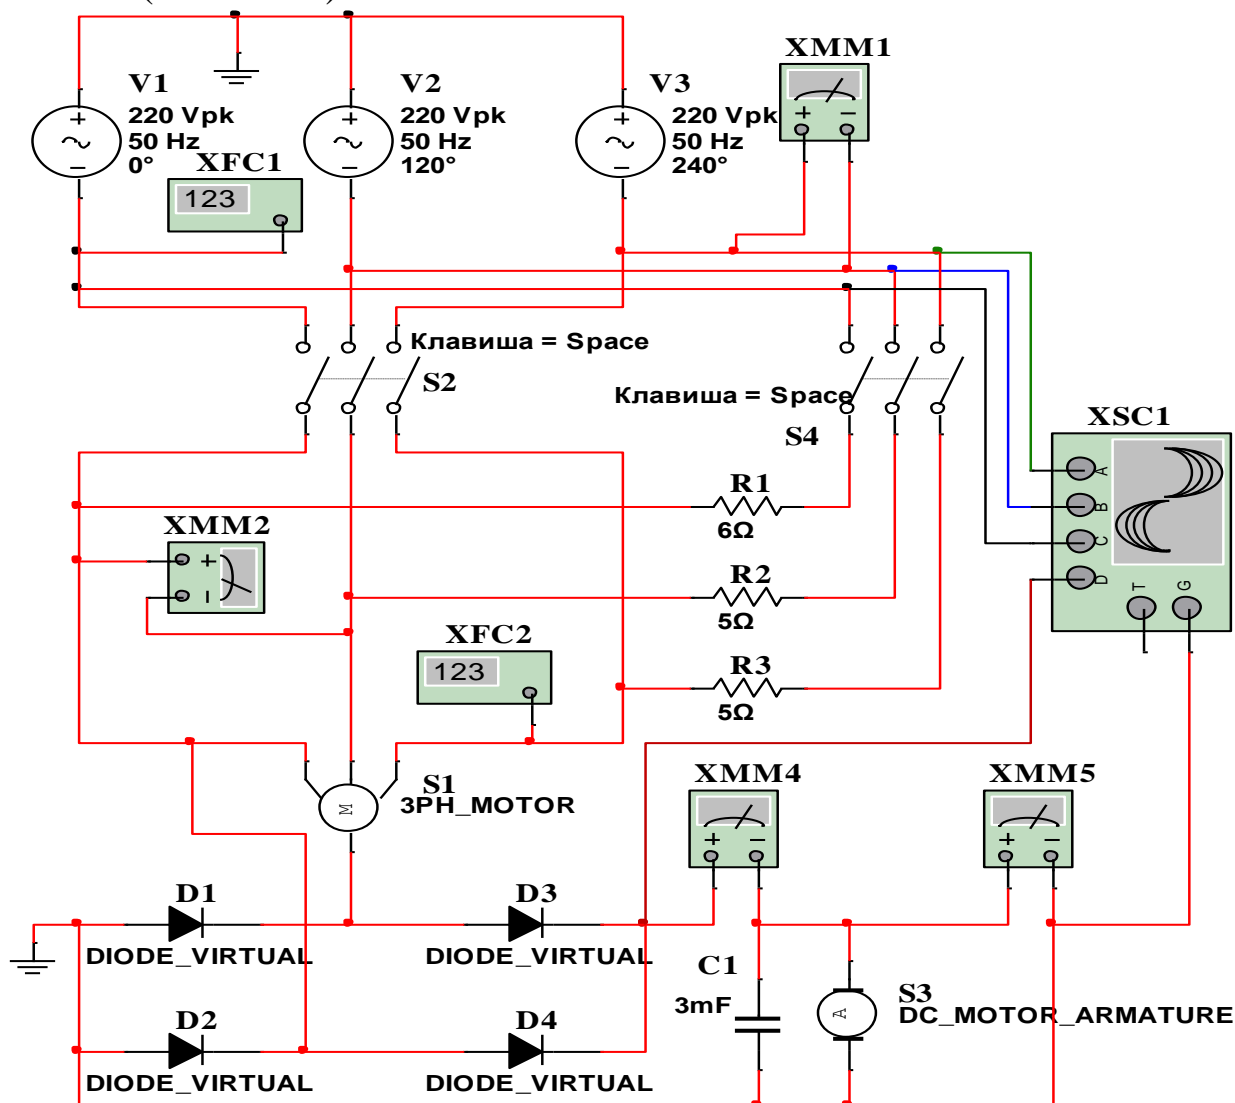 XMM1
V1
220 Vpk
50 Hz
0°
V2
220 Vpk
50 Hz
120°
V3
220 Vpk
50 Hz
240°
+ −
XFC1
123
Клавиша = Space
S2
Клавиша = Space
S4
XSC1
A
B
C
D
T
G
R1
6Ω
XMM2
+
−
R2
5Ω
XFC2
123
R3
5Ω
S1
3PH_MOTOR
M
XMM4
+ −
XMM5
+ −
D1
DIODE_VIRTUAL
D3
DIODE_VIRTUAL
C1
3mF
S3
DC_MOTOR_ARMATURE
A
D2
DIODE_VIRTUAL
D4
DIODE_VIRTUAL